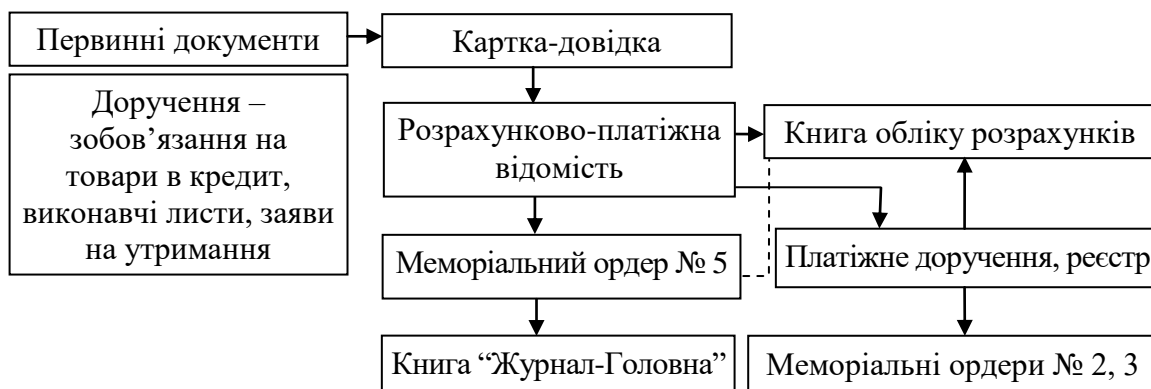 Первинні документи
Картка-довідка
Доручення –
зобов’язання на
товари в кредит,
виконавчі листи, заяви
на утримання
Розрахунково-платіжна
відомість
Книга обліку розрахунків
Меморіальний ордер № 5
Платіжне доручення, реєстр
Книга “Журнал-Головна”
Меморіальні ордери № 2, 3